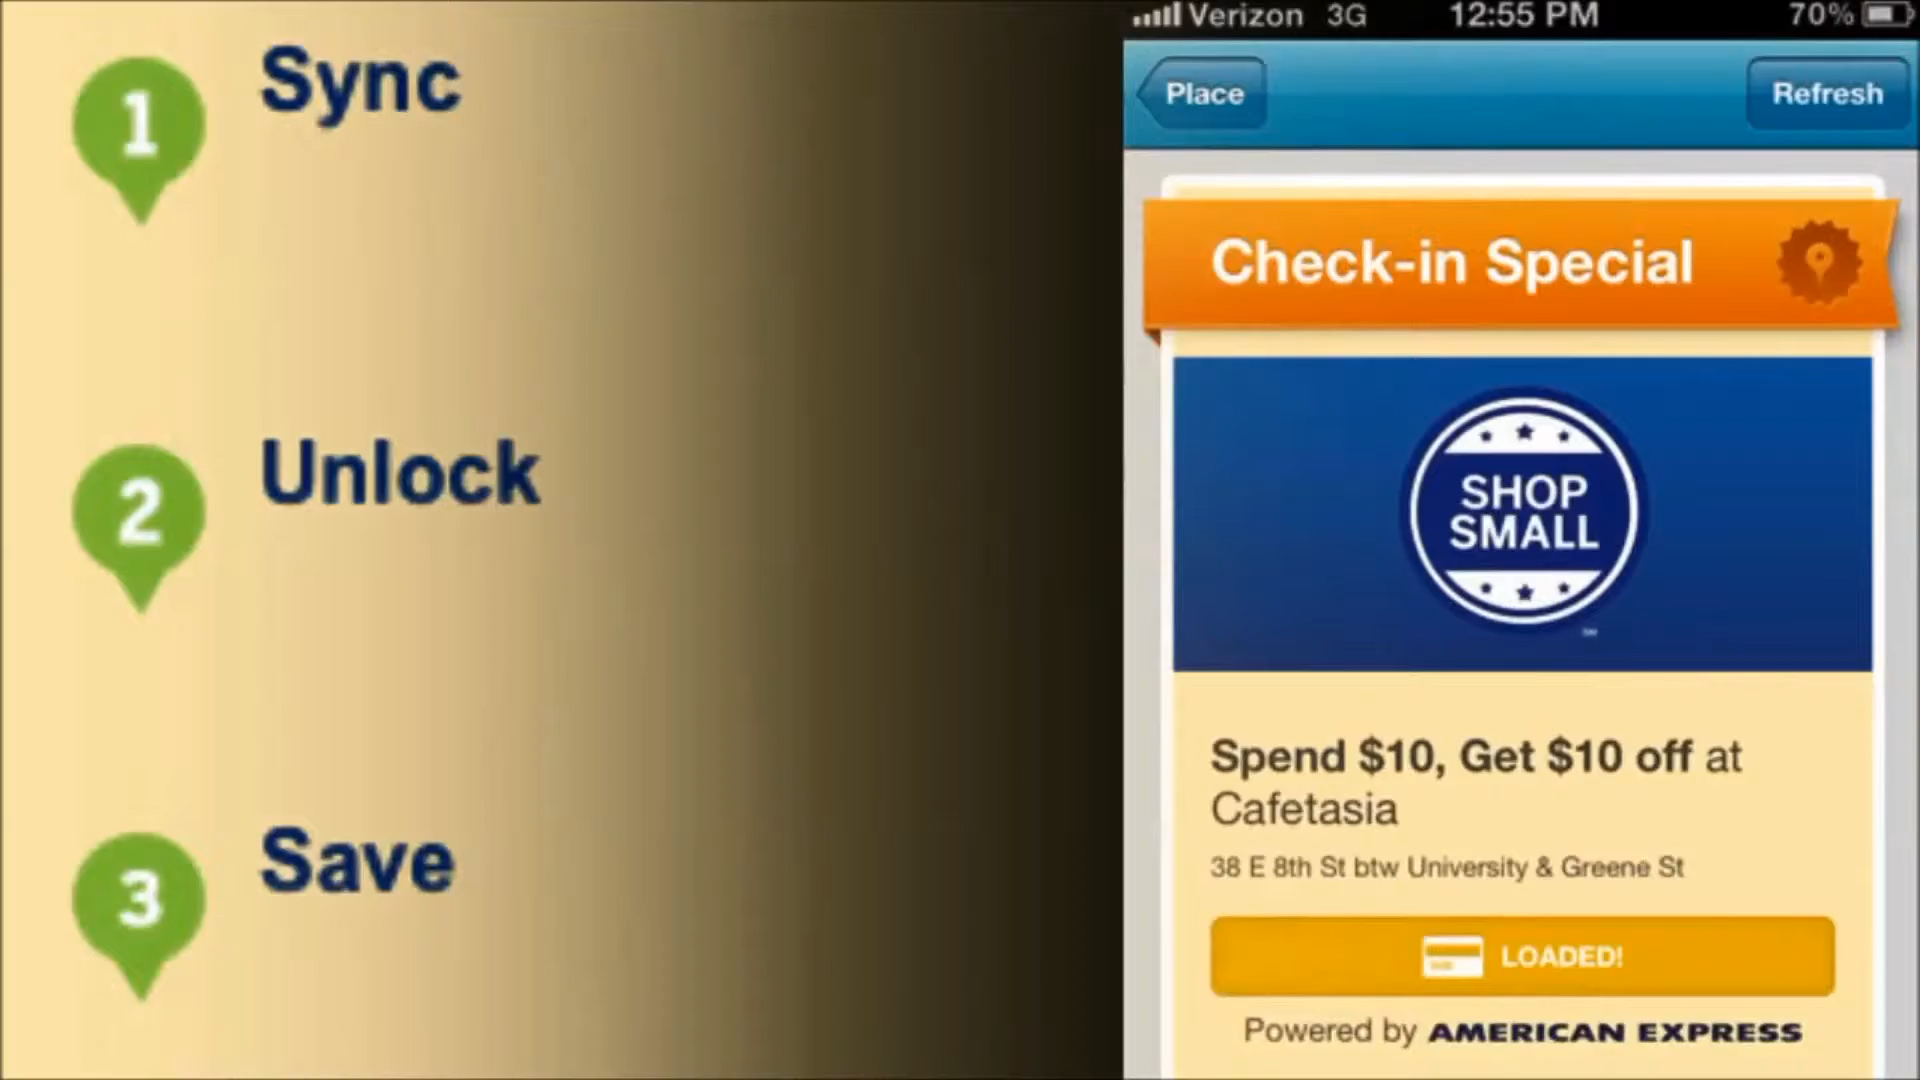 1 Sync
2 Unlock
3 Save
Verizon 3G 12:55 PM 70%
Place Refresh
Check-in Special
SHOP
SMALL
Spend $10, Get $10 off at
Cafetasia
38 E 8th St btw University & Greene St
LOADED!
Powered by AMERICAN EXPRESS